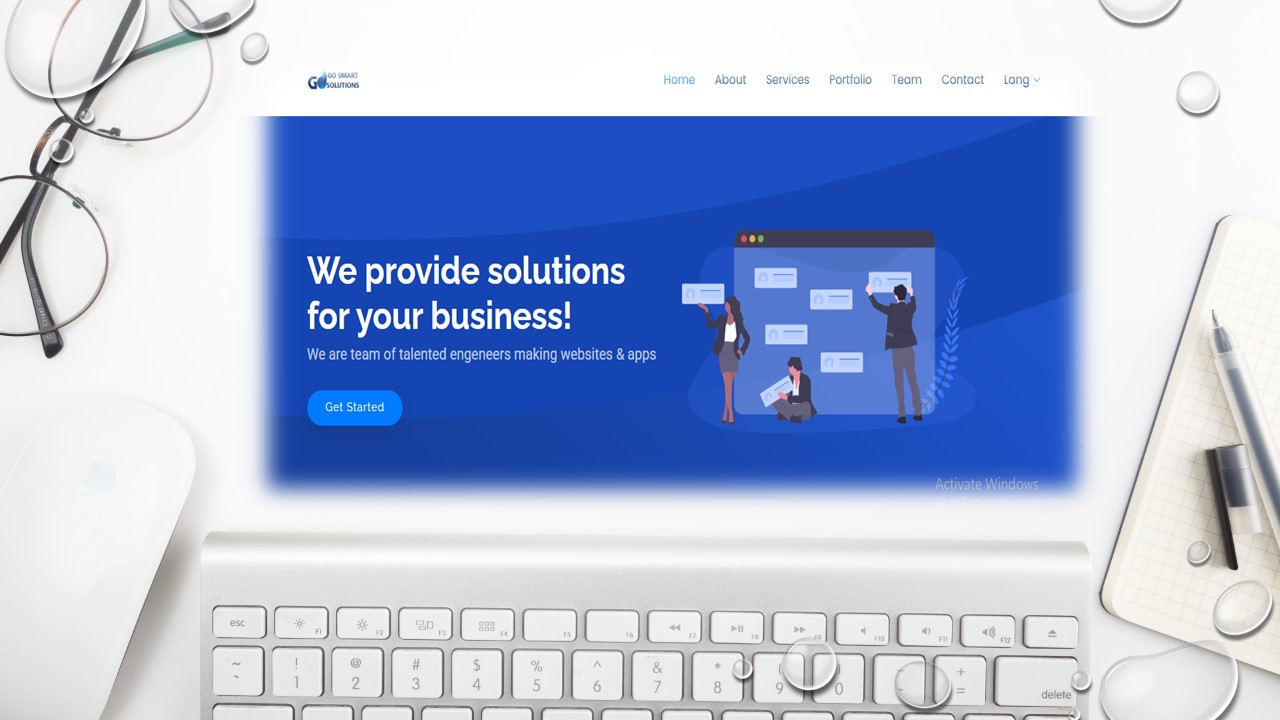 GO SMART
GO SOLUTIONS
Home About Services Portfolio Team Contact Lang
We provide solutions
for your business!
We are team of talented engeneers making websites & apps
Get Started
Activate Windows
esc F1 F2 F3 F4 F5 F6 F7 F8 F9 F10 F11 F12
~ ! @ # $ % ^ & * ( ) - +
` 1 2 3 4 5 6 7 8 9 0 = delete